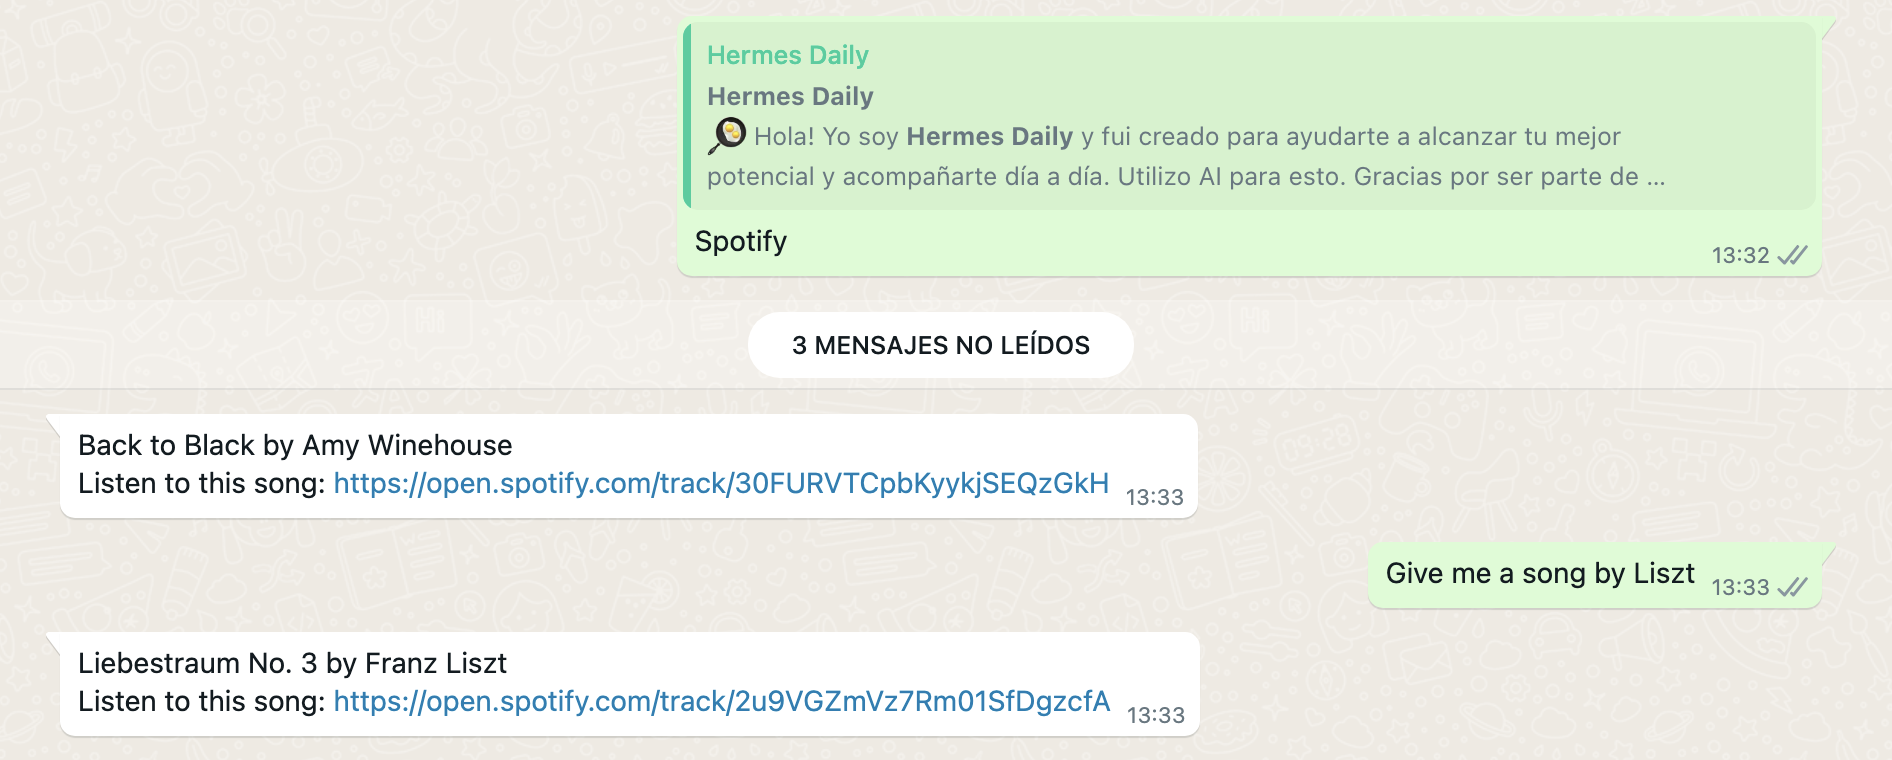 Hermes Daily
Hermes Daily
Hola! Yo soy Hermes Daily y fui creado para ayudarte a alcanzar tu mejor
potencial y acompañarte día a día. Utilizo AI para esto. Gracias por ser parte de ...
Spotify
13:32
3 MENSAJES NO LEÍDOS
Back to Black by Amy Winehouse
Listen to this song: https://open.spotify.com/track/30FURVTCpbKyykjSEQzGkH
13:33
Give me a song by Liszt
13:33
Liebestraum No. 3 by Franz Liszt
Listen to this song: https://open.spotify.com/track/2u9VGZmVz7Rm01SfDgzcfA
13:33